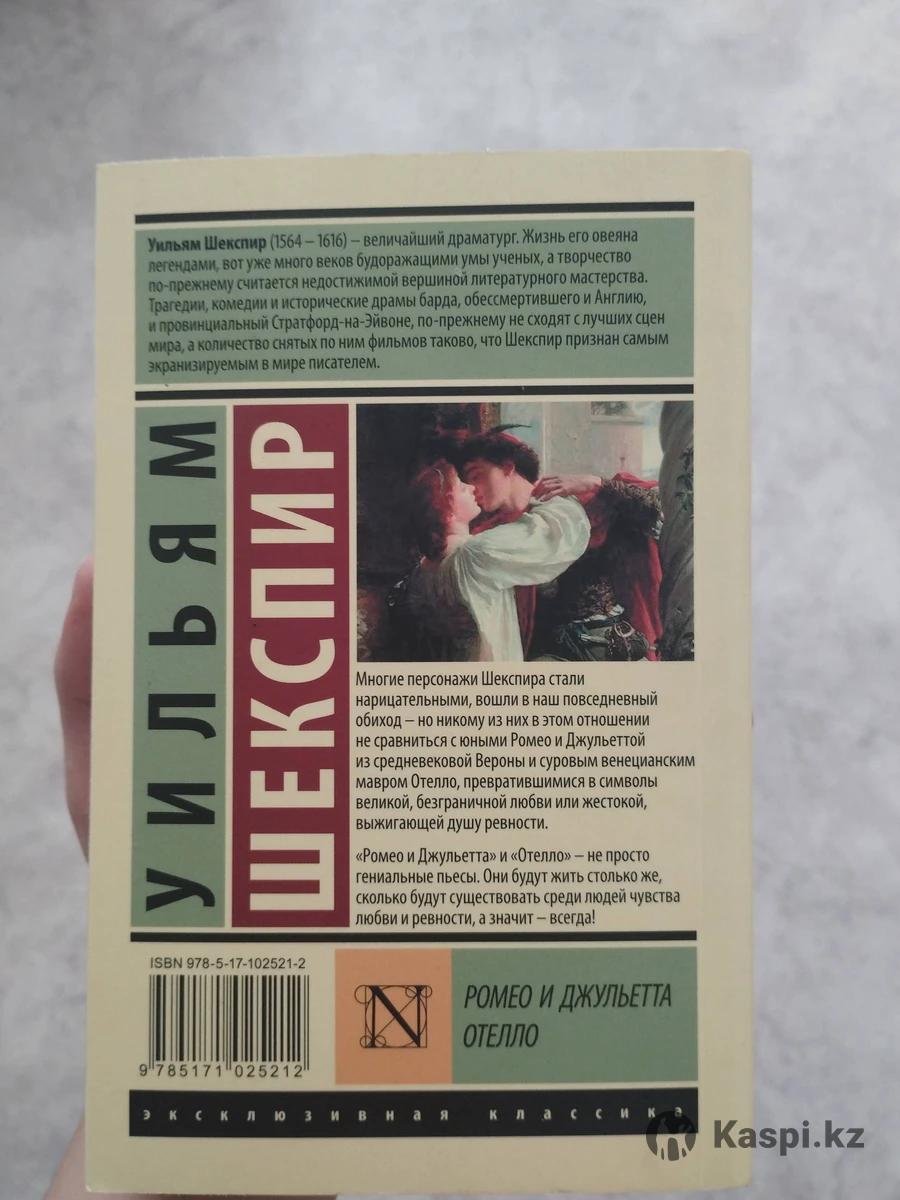 Уильям Шекспир (1564 – 1616) – величайший драматург. Жизнь его овеяна
легендами, вот уже много веков будоражащими умы ученых, а творчество
по-прежнему считается недостижимой вершиной литературного мастерства.
Трагедии, комедии и исторические драмы барда, обессмертившего и Англию,
и провинциальный Стратфорд-на-Эйвоне, по-прежнему не сходят с лучших сцен
мира, а количество снятых по ним фильмов таково, что Шекспир признан самым
экранизируемым в мире писателем.
УИЛЬЯМ
ШЕКСПИР
Многие персонажи Шекспира стали
нарицательными, вошли в наш повседневный
обиход – но никому из них в этом отношении
не сравниться с юными Ромео и Джульеттой
из средневековой Вероны и суровым венецианским
мавром Отелло, превратившимися в символы
великой, безграничной любви или жестокой,
выжигающей душу ревности.
«Ромео и Джульетта» и «Отелло» – не просто
гениальные пьесы. Они будут жить столько же,
сколько будут существовать среди людей чувства
любви и ревности, а значит – всегда!
ISBN 978-5-17-102521-2
9 785171 025212
N
РОМЕО И ДЖУЛЬЕТТА
ОТЕЛЛО
эксклюзивная классика
Kaspi.kz